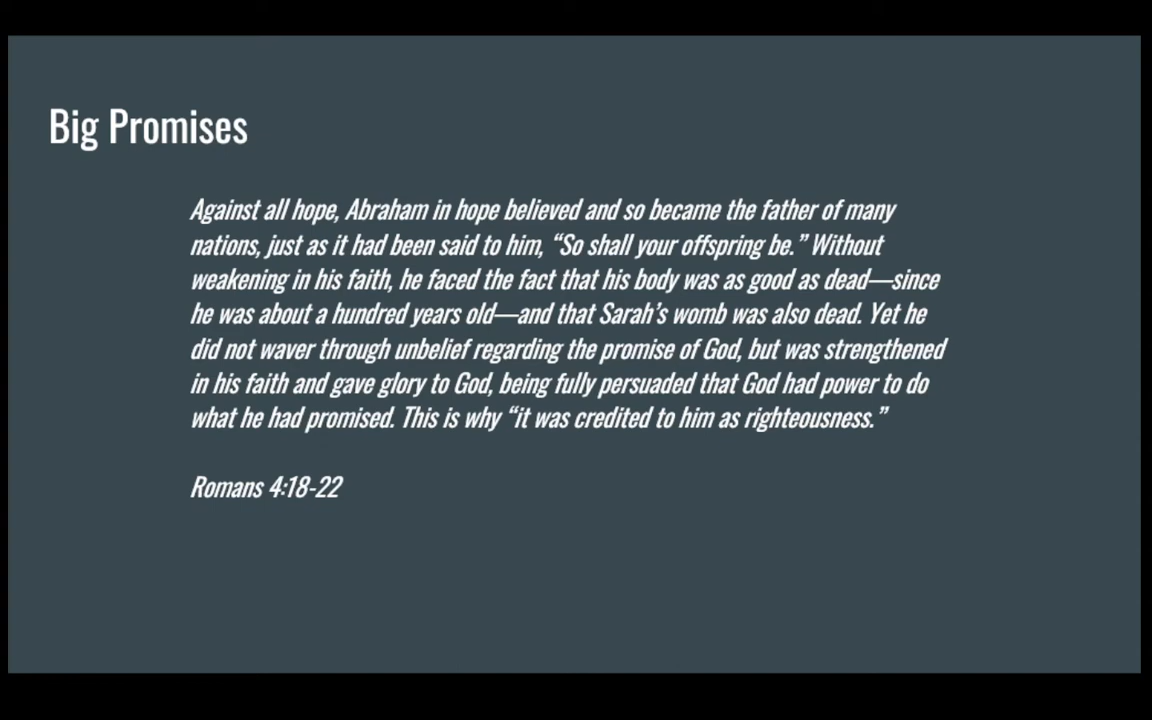 Big Promises
Against all hope, Abraham in hope believed and so became the father of many
nations, just as it had been said to him, “So shall your offspring be.” Without
weakening in his faith, he faced the fact that his body was as good as dead—since
he was about a hundred years old—and that Sarah’s womb was also dead. Yet he
did not waver through unbelief regarding the promise of God, but was strengthened
in his faith and gave glory to God, being fully persuaded that God had power to do
what he had promised. This is why “it was credited to him as righteousness.”
Romans 4:18-22